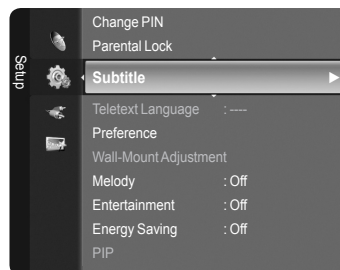 Setup
Change PIN
Parental Lock
Subtitle
Teletext Language : ----
Preference
Wall-Mount Adjustment
Melody : Off
Entertainment : Off
Energy Saving : Off
PIP